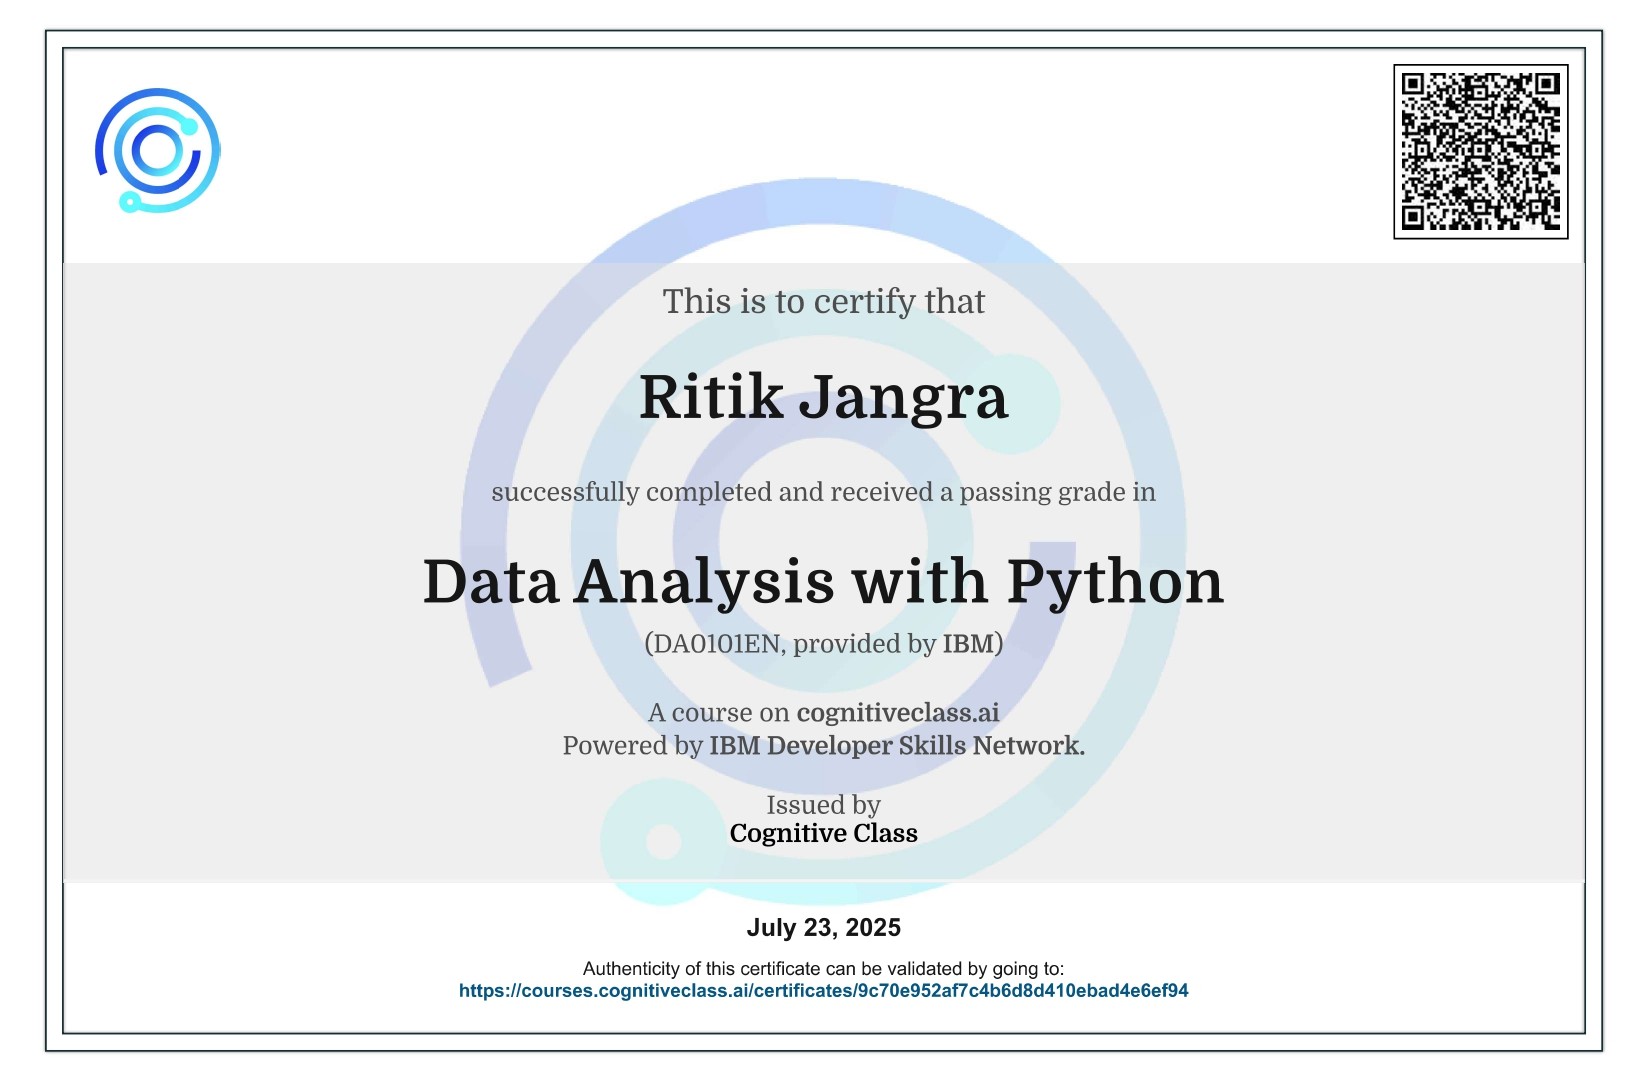 This is to certify that
Ritik Jangra
successfully completed and received a passing grade in
Data Analysis with Python
(DA0101EN, provided by IBM)
A course on cognitiveclass.ai
Powered by IBM Developer Skills Network.
Issued by
Cognitive Class
July 23, 2025
Authenticity of this certificate can be validated by going to:
https://courses.cognitiveclass.ai/certificates/9c70e952af7c4b6d8d410ebad4e6ef94